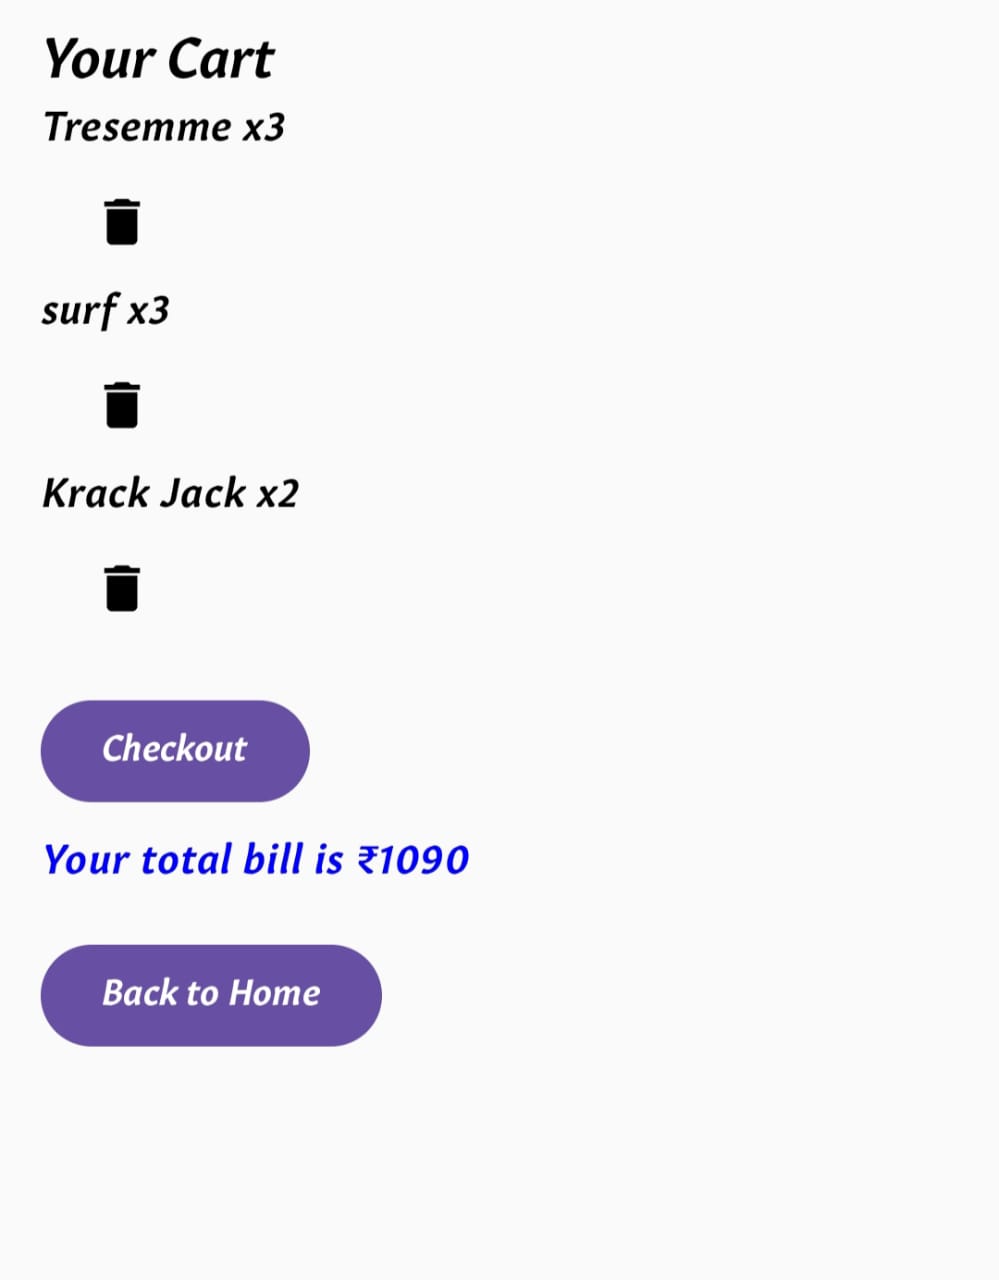 Your Cart
Tresemme x3
surf x3
Krack Jack x2
Checkout
Your total bill is ₹1090
Back to Home